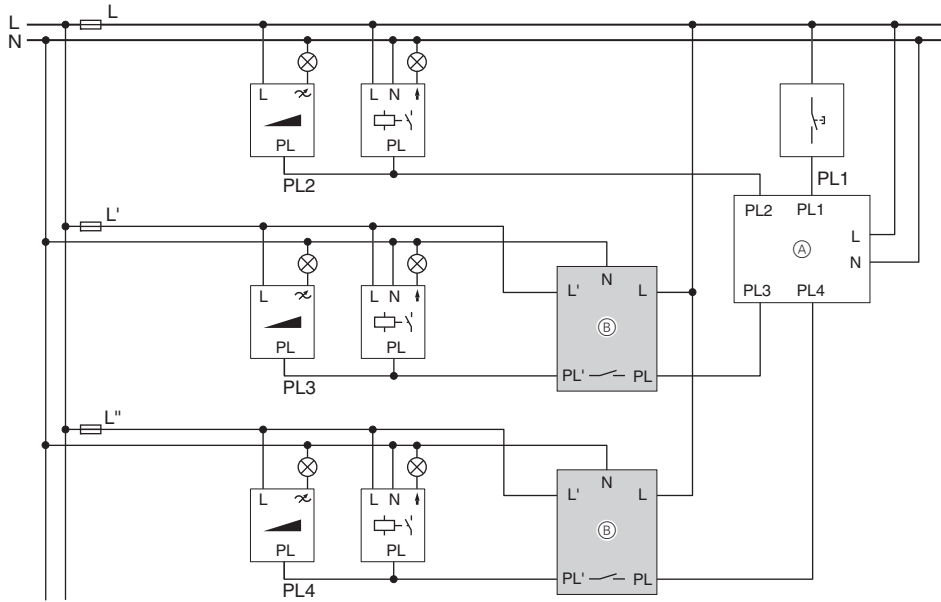 L L
N
L L N
PL PL
PL2 PL1
PL2 PL1
L
A
N
PL3 PL4
L'
L L N
N
L' L
B
PL PL
PL3
PL' PL
L"
L L N
N
L' L
B
PL PL
PL4
PL' PL